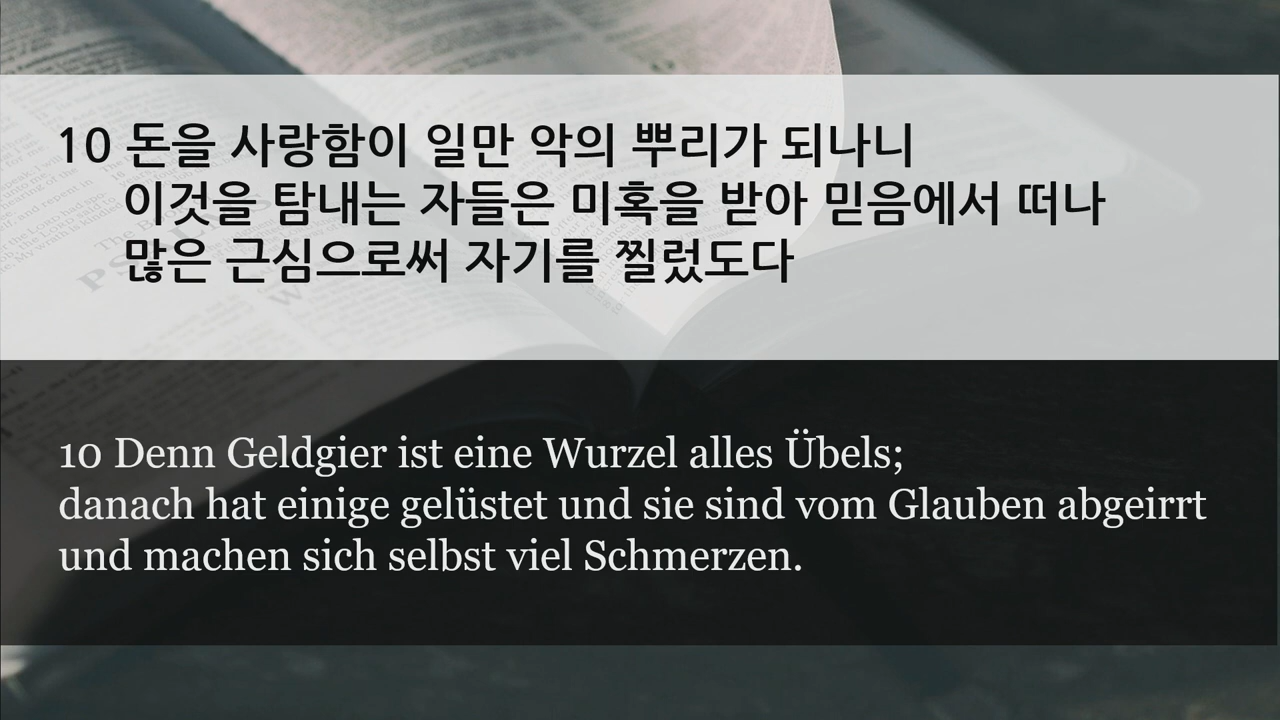 10 돈을 사랑함이 일만 악의 뿌리가 되나니
이것을 탐내는 자들은 미혹을 받아 믿음에서 떠나
많은 근심으로써 자기를 찔렀도다
10 Denn Geldgier ist eine Wurzel alles Übels;
danach hat einige gelüstet und sie sind vom Glauben abgeirrt
und machen sich selbst viel Schmerzen.